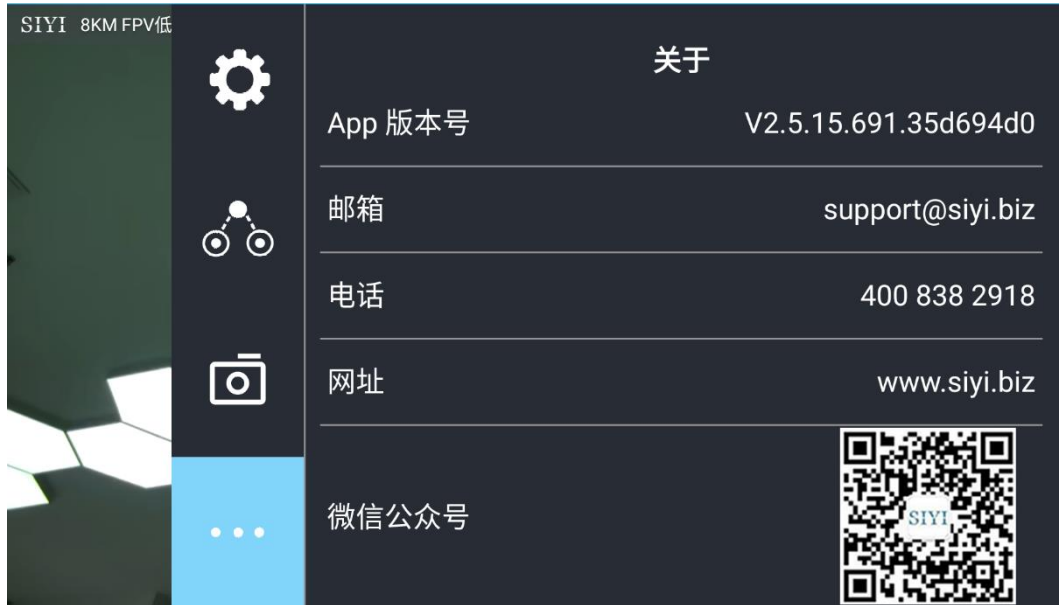 SIYI 8KM FPV低
关于
App 版本号 V2.5.15.691.35d694d0
邮箱 support@siyi.biz
电话 400 838 2918
网址 www.siyi.biz
微信公众号
SIYI